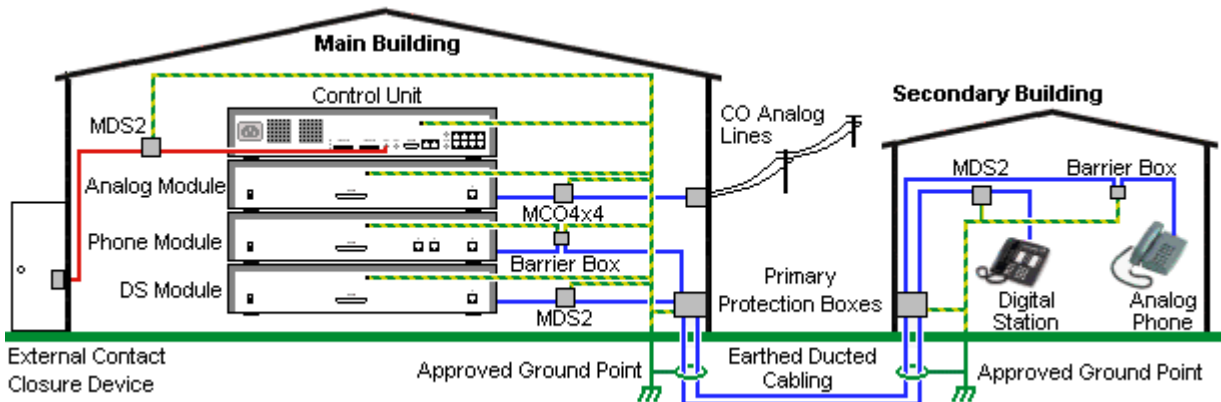 Main Building
Control Unit
MDS2
Analog Module
MCO4x4
Phone Module
Barrier Box
DS Module
MDS2
CO Analog
Lines
Secondary Building
MDS2
Barrier Box
Primary
Protection Boxes
Digital
Station
Analog
Phone
External Contact
Closure Device
Approved Ground Point
Earthed Ducted
Cabling
Approved Ground Point